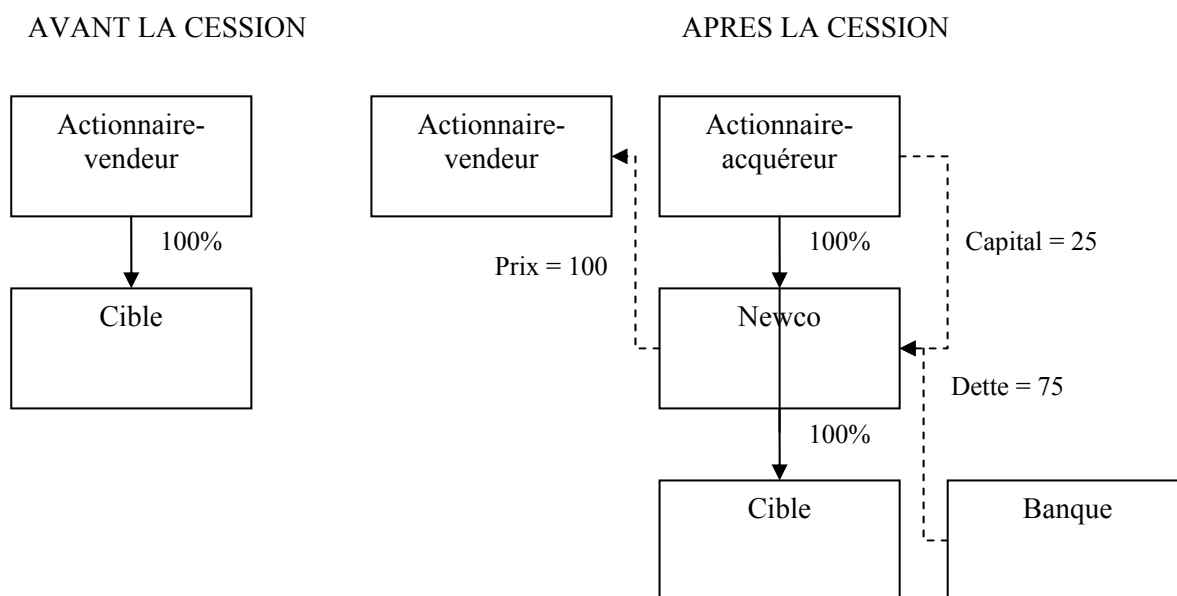 AVANT LA CESSION
APRES LA CESSION
Actionnaire-
vendeur
100%
Cible
Actionnaire-
vendeur
Actionnaire-
acquéreur
100%
Capital = 25
Prix = 100
Newco
Dette = 75
100%
Cible
Banque